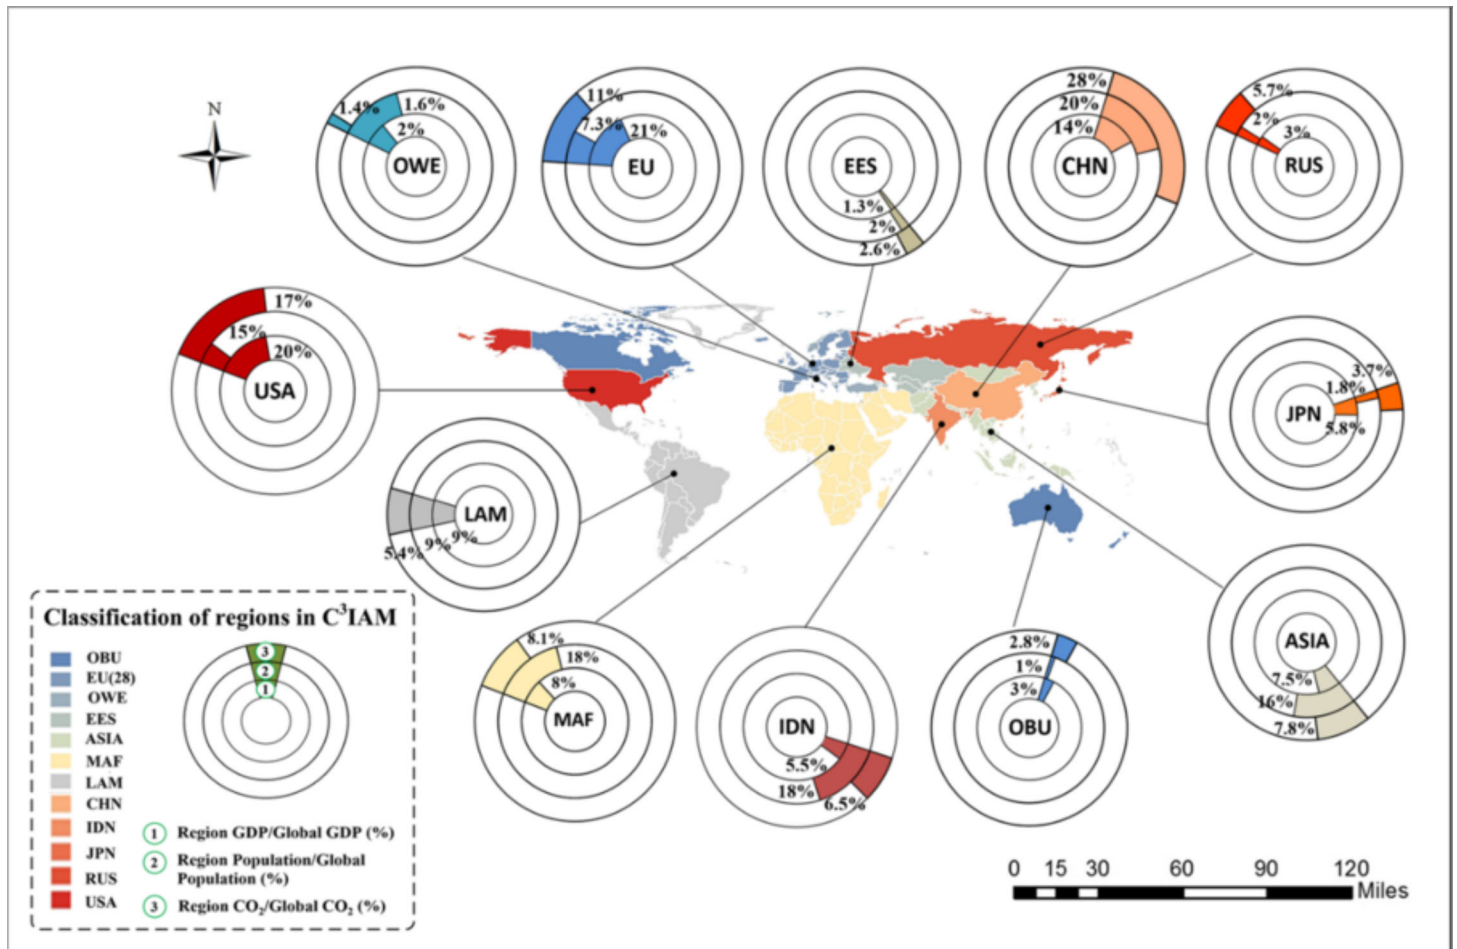 N
1.4%
1.6%
2%
OWE
11%
7.3%
21%
EU
EES
1.3%
2%
2.6%
28%
20%
14%
CHN
5.7%
2%
3%
RUS
17%
15%
20%
USA
3.7%
1.8%
5.8%
JPN
LAM
5.4%
9%
9%
8.1%
18%
8%
MAF
IDN
5.5%
18%
6.5%
2.8%
1%
3%
OBU
ASIA
7.5%
16%
7.8%
Classification of regions in C³IAM
OBU
EU(28)
OWE
EES
ASIA
MAF
LAM
CHN
IDN
JPN
RUS
USA
3
2
1
1 Region GDP/Global GDP (%)
2 Region Population/Global
Population (%)
3 Region CO₂/Global CO₂ (%)
0 15 30 60 90 120
Miles